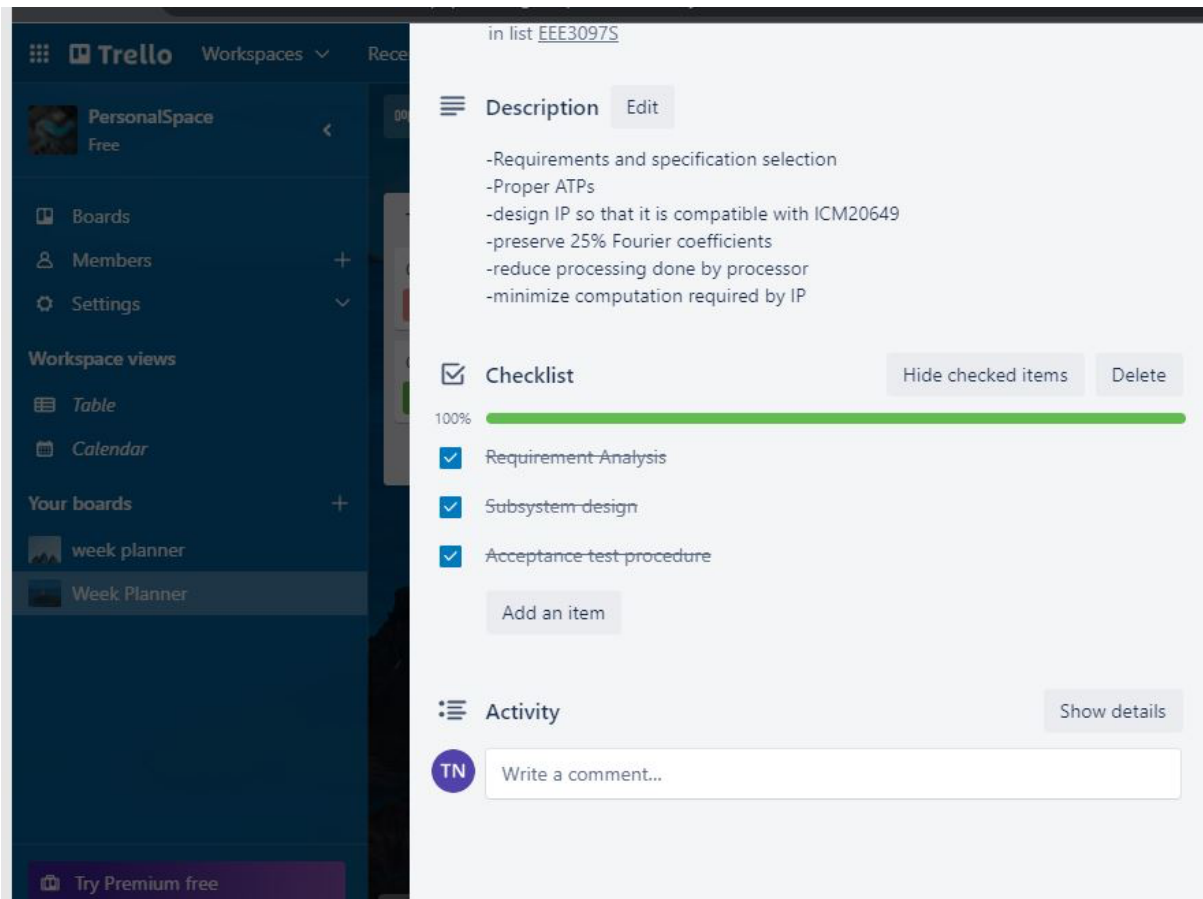 in list EEE3097S
Trello
Workspaces
Rece
PersonalSpace
Free
Description
Edit
-Requirements and specification selection
-Proper ATPs
-design IP so that it is compatible with ICM20649
-preserve 25% Fourier coefficients
-reduce processing done by processor
-minimize computation required by IP
Boards
Members
Settings
Workspace views
Table
Calendar
Your boards
week planner
Week Planner
Try Premium free
Checklist
Hide checked items
Delete
100%
Requirement Analysis
Subsystem design
Acceptance test procedure
Add an item
Activity
Show details
TN
Write a comment...